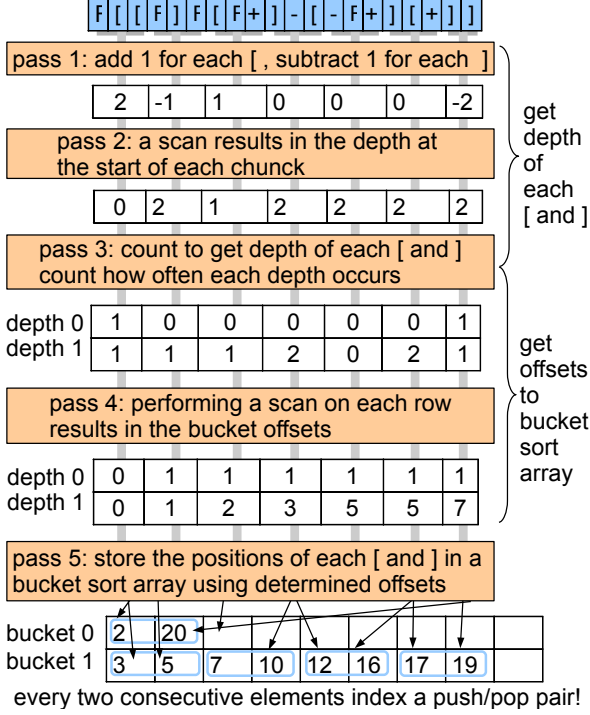 F [ [ F ] F [ F + ] - [ - F + ] [ + ] ]
pass 1: add 1 for each [ , subtract 1 for each ]
2 -1 1 0 0 0 -2
pass 2: a scan results in the depth at
the start of each chunck
0 2 1 2 2 2 2
get
depth
of
each
[ and ]
pass 3: count to get depth of each [ and ]
count how often each depth occurs
depth 0 1 0 0 0 0 0 1
depth 1 1 1 1 2 0 2 1
pass 4: performing a scan on each row
results in the bucket offsets
depth 0 0 1 1 1 1 1 1
depth 1 0 1 2 3 5 5 7
get
offsets
to
bucket
sort
array
pass 5: store the positions of each [ and ] in a
bucket sort array using determined offsets
bucket 0 2 20
bucket 1 3 5 7 10 12 16 17 19
every two consecutive elements index a push/pop pair!